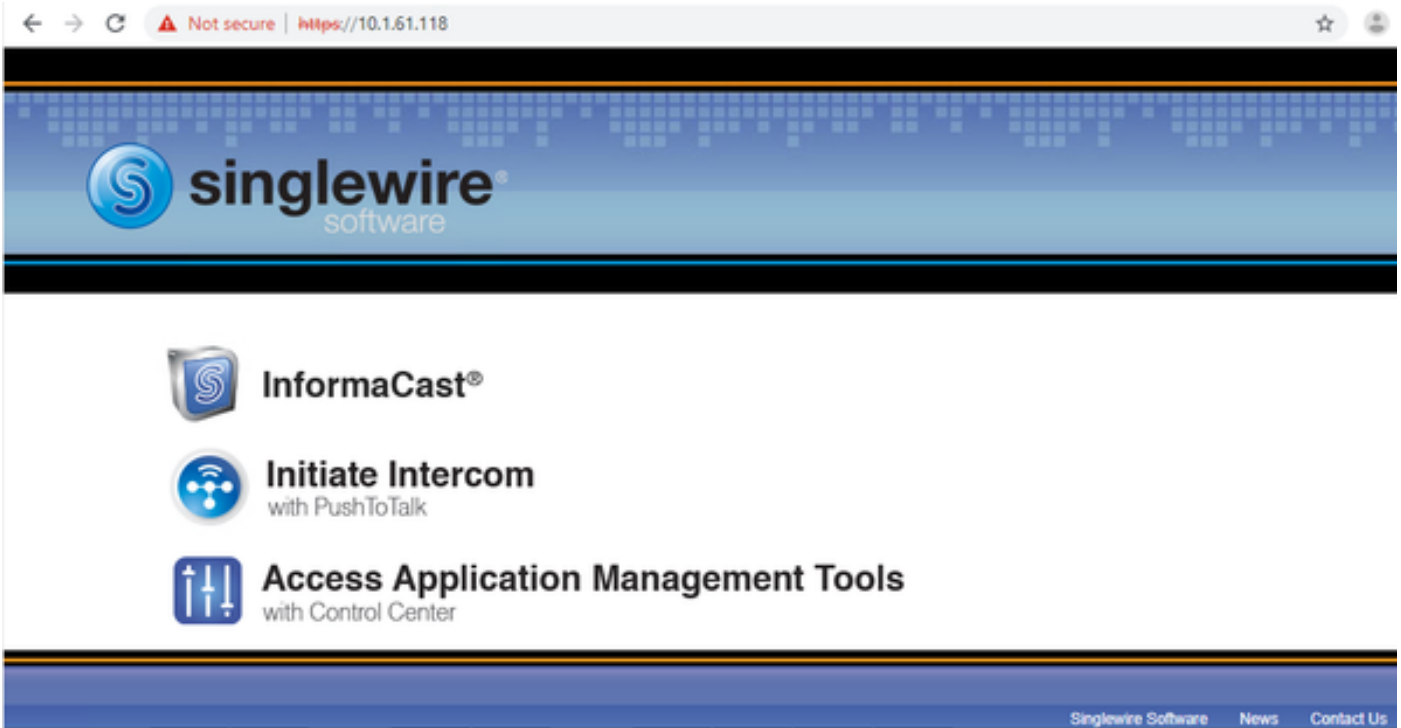 Not secure | https://10.1.61.118
singlewire®
software
InformaCast®
Initiate Intercom
with PushToTalk
Access Application Management Tools
with Control Center
Singlewire Software News Contact Us